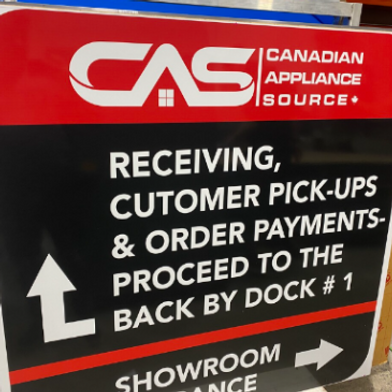 CAS
CANADIAN
APPLIANCE
SOURCE
RECEIVING,
CUTOMER PICK-UPS
& ORDER PAYMENTS-
PROCEED TO THE
BACK BY DOCK # 1
SHOWROOM